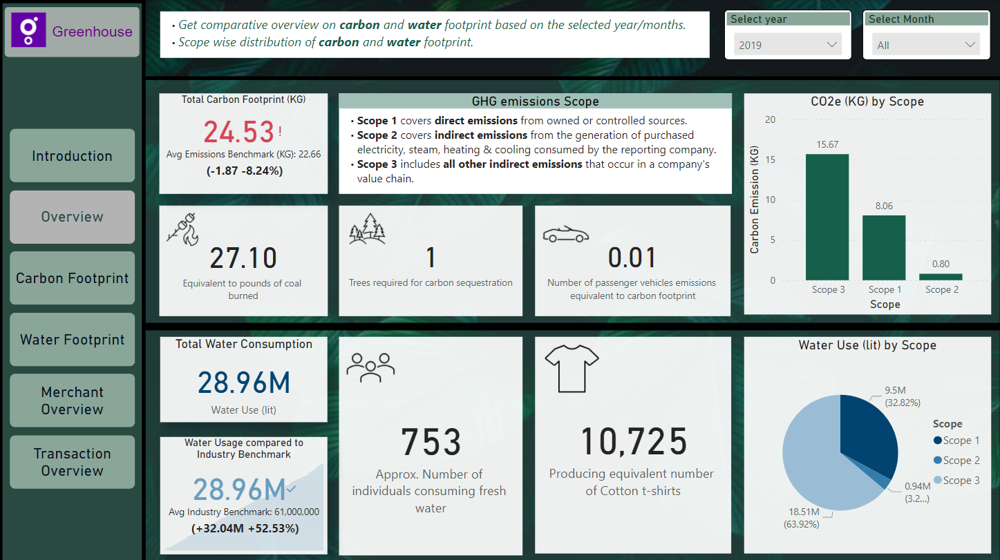 Greenhouse
• Get comparative overview on carbon and water footprint based on the selected year/months.
• Scope wise distribution of carbon and water footprint.
Select year
2019
Select Month
All
Introduction
Overview
Carbon Footprint
Water Footprint
Merchant
Overview
Transaction
Overview
Total Carbon Footprint (KG)
24.53!
Avg Emissions Benchmark (KG): 22.66
(-1.87 -8.24%)
GHG emissions Scope
• Scope 1 covers direct emissions from owned or controlled sources.
• Scope 2 covers indirect emissions from the generation of purchased
electricity, steam, heating & cooling consumed by the reporting company.
• Scope 3 includes all other indirect emissions that occur in a company's
value chain.
27.10
Equivalent to pounds of coal
burned
1
Trees required for carbon sequestration
0.01
Number of passenger vehicles emissions
equivalent to carbon footprint
CO2e (KG) by Scope
Carbon Emission (KG)
20
15
10
5
0
15.67
8.06
0.80
Scope 3
Scope 1
Scope 2
Scope
Total Water Consumption
28.96M
Water Use (lit)
Water Usage compared to
Industry Benchmark
28.96M
Avg Industry Benchmark: 61,000,000
(+32.04M +52.53%)
753
Approx. Number of
individuals consuming fresh
water
10,725
Producing equivalent number
of Cotton t-shirts
Water Use (lit) by Scope
9.5M
(32.82%)
0.94M
(3.2...)
18.51M
(63.92%)
Scope
Scope 1
Scope 2
Scope 3